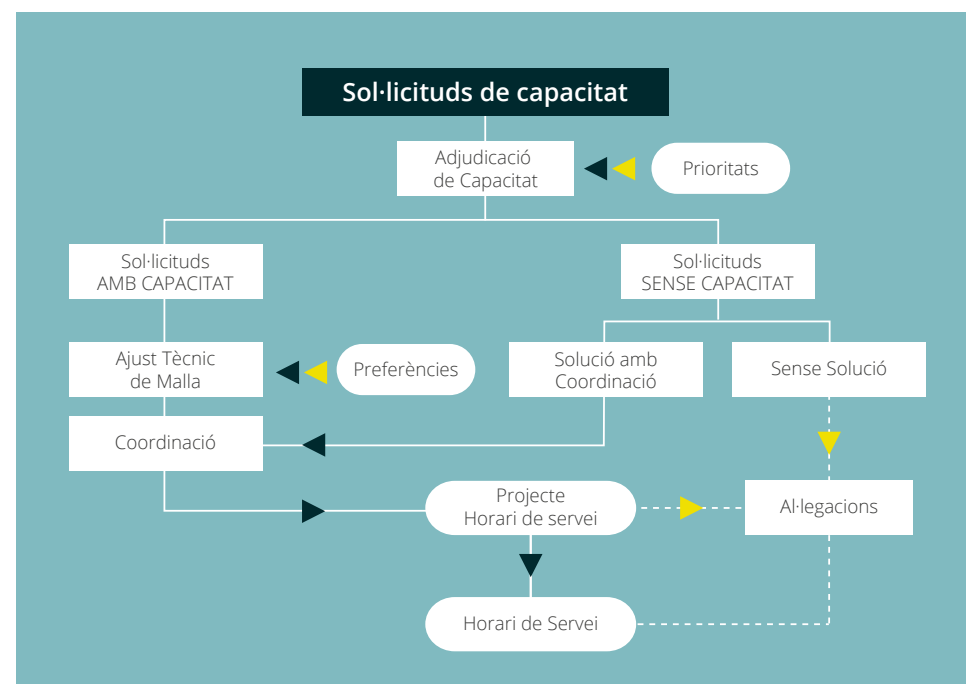 Sol·licituds de capacitat
Adjudicació
de Capacitat
Prioritats
Sol·licituds
AMB CAPACITAT
Sol·licituds
SENSE CAPACITAT
Ajust Tècnic
de Malla
Preferències
Solució amb
Coordinació
Sense Solució
Coordinació
Projecte
Horari de servei
Al·legacions
Horari de Servei